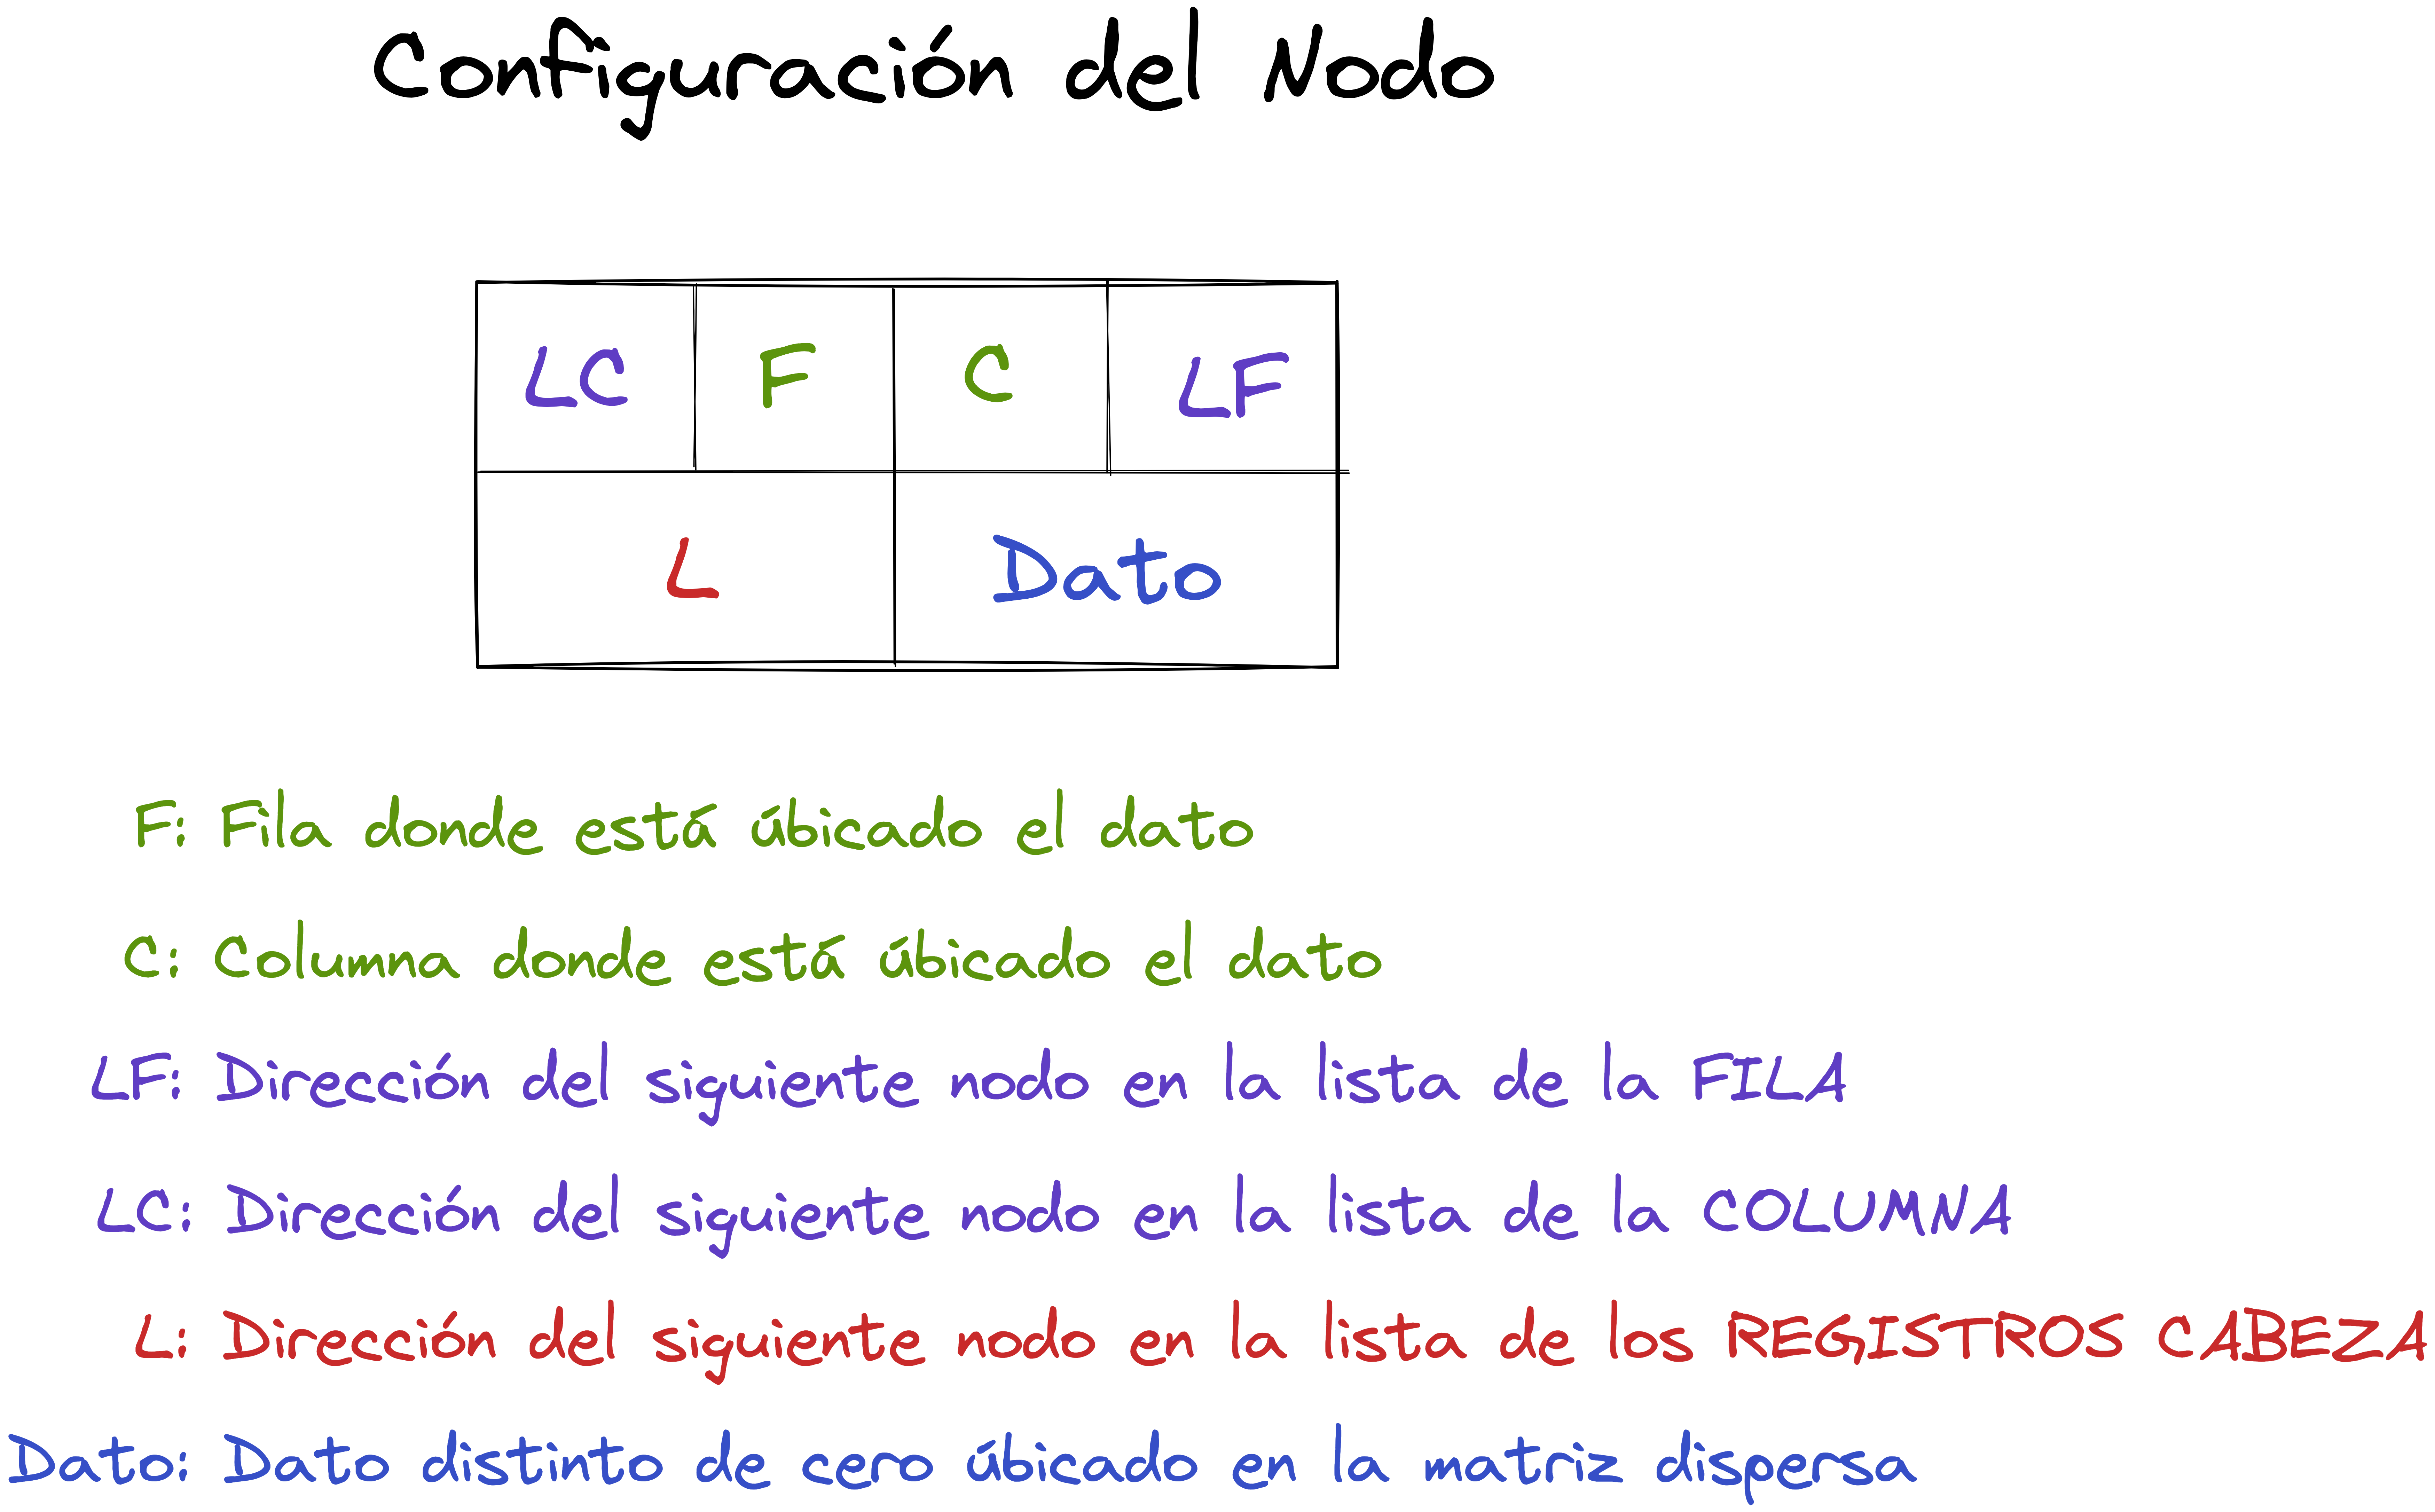 Configuración del Nodo
LC F C LF
L Dato
F: Fila donde está úbicado el dato
C: Columna donde está úbicado el dato
LF: Dirección del siguiente nodo en la lista de la FILA
LC: Dirección del siguiente nodo en la lista de la COLUMNA
L: Dirección del siguiente nodo en la lista de los REGISTROS CABEZA
Dato: Dato distinto de cero úbicado en la matriz dispersa